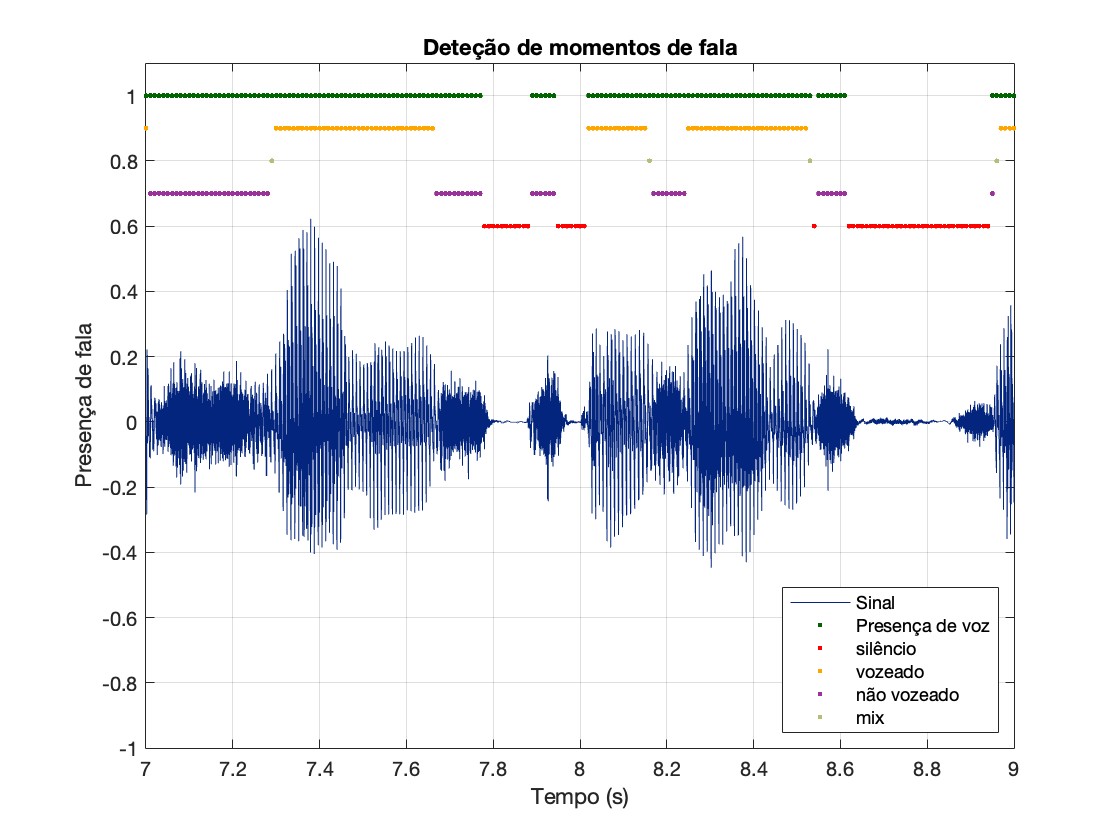 Deteção de momentos de fala
Presença de fala
1
0.8
0.6
0.4
0.2
0
-0.2
-0.4
-0.6
-0.8
-1
Sinal
Presença de voz
silêncio
vozeado
não vozeado
mix
7 7.2 7.4 7.6 7.8 8 8.2 8.4 8.6 8.8 9
Tempo (s)